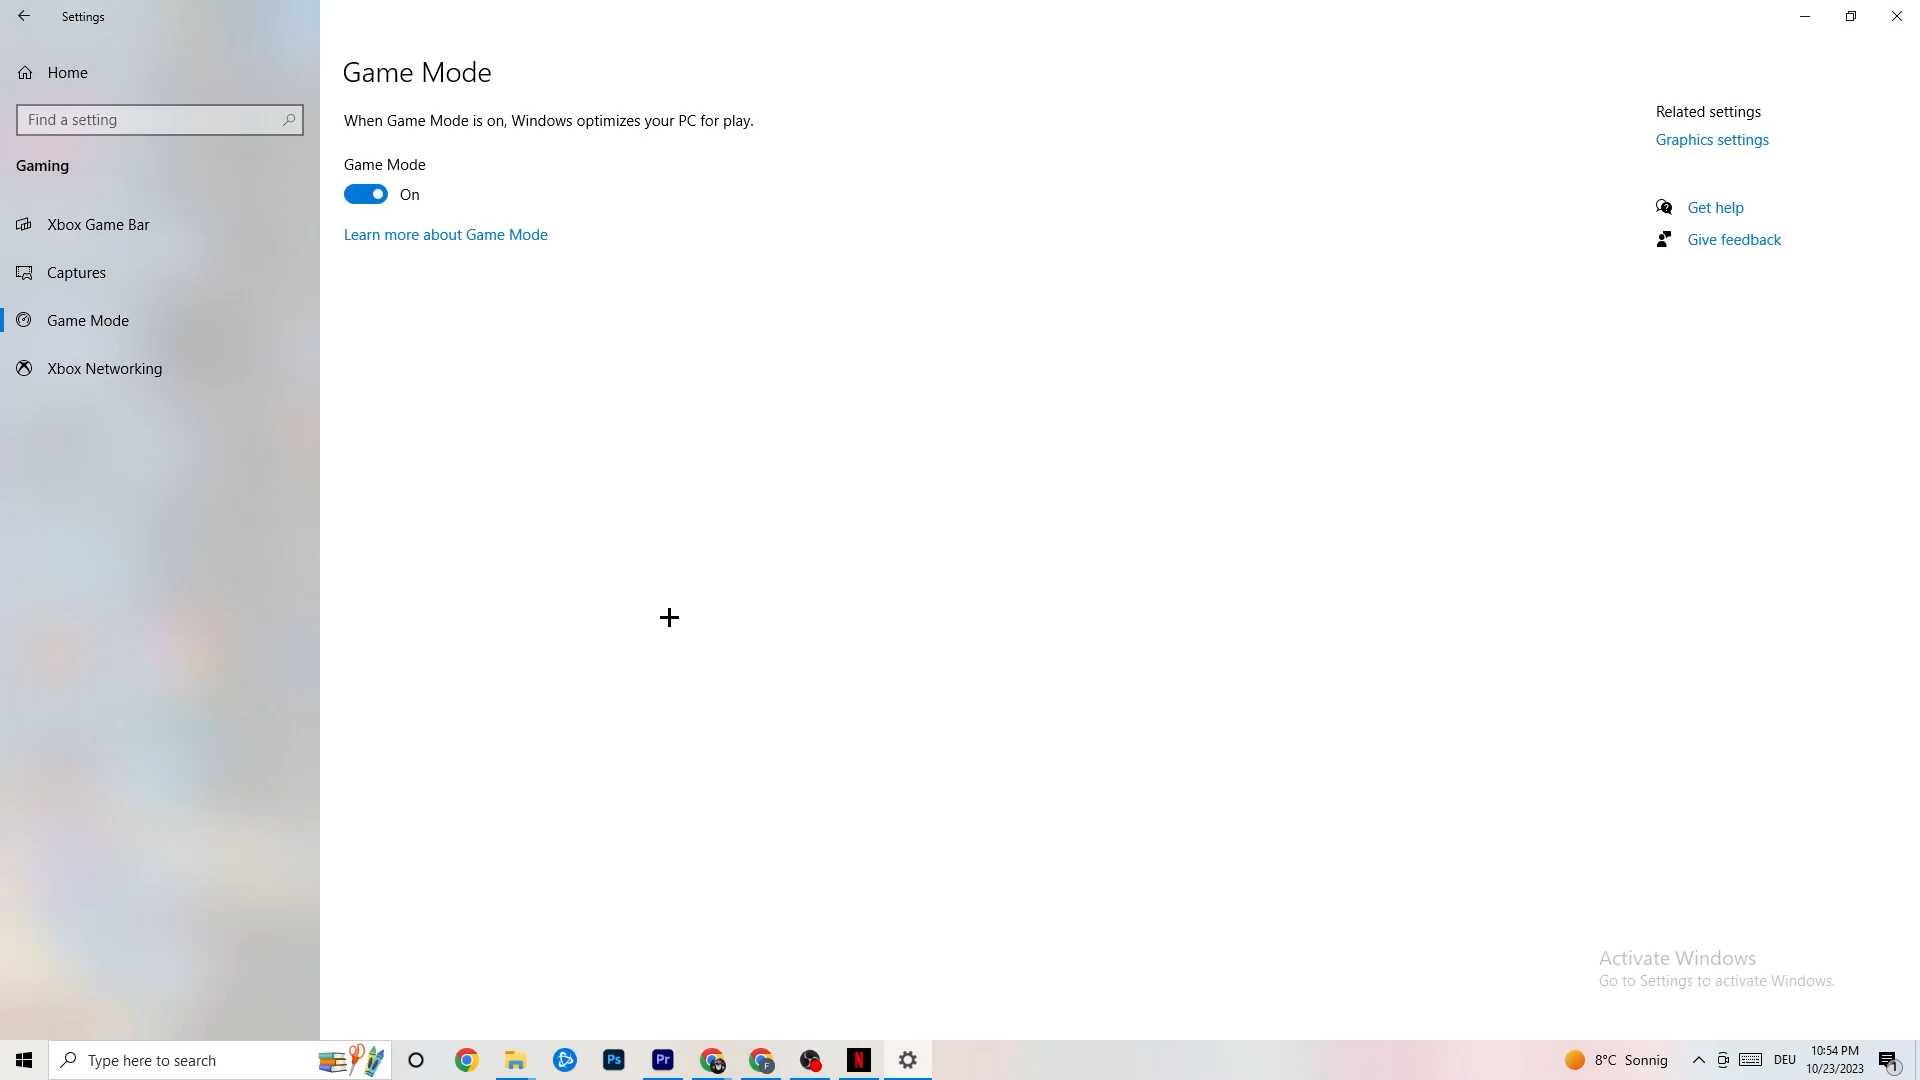 Settings
Home
Find a setting
Gaming
Xbox Game Bar
Captures
Game Mode
Xbox Networking
Game Mode
When Game Mode is on, Windows optimizes your PC for play.
Game Mode
On
Learn more about Game Mode
Related settings
Graphics settings
Get help
Give feedback
Activate Windows
Go to Settings to activate Windows.
Type here to search
Ps
Pr
F
N
8°C Sonnig
DEU
10:54 PM
10/23/2023
1